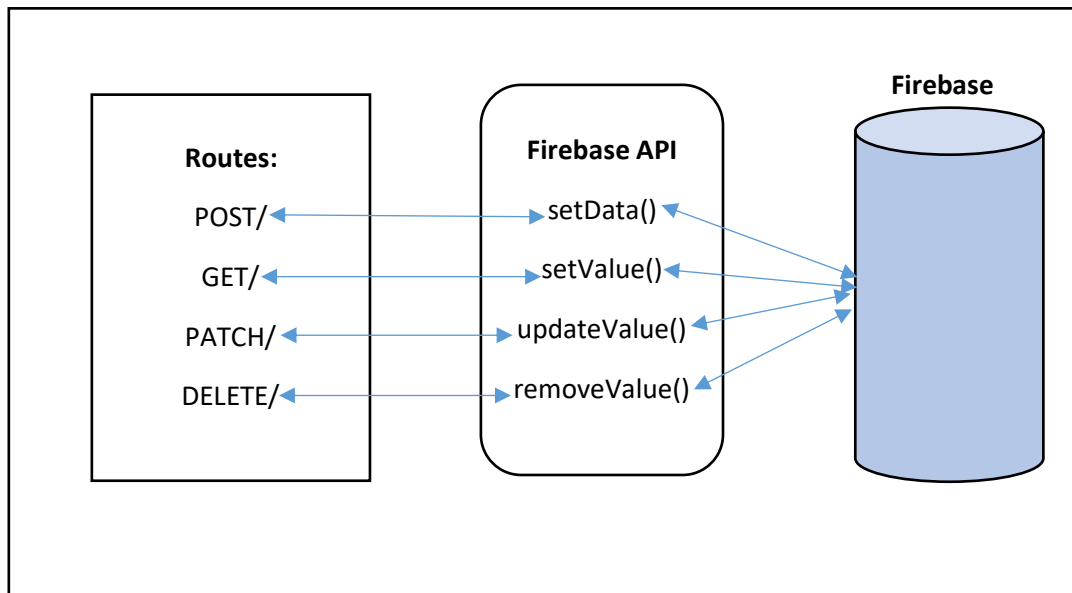 Routes:
POST/
GET/
PATCH/
DELETE/
Firebase API
setData()
setValue()
updateValue()
removeValue()
Firebase